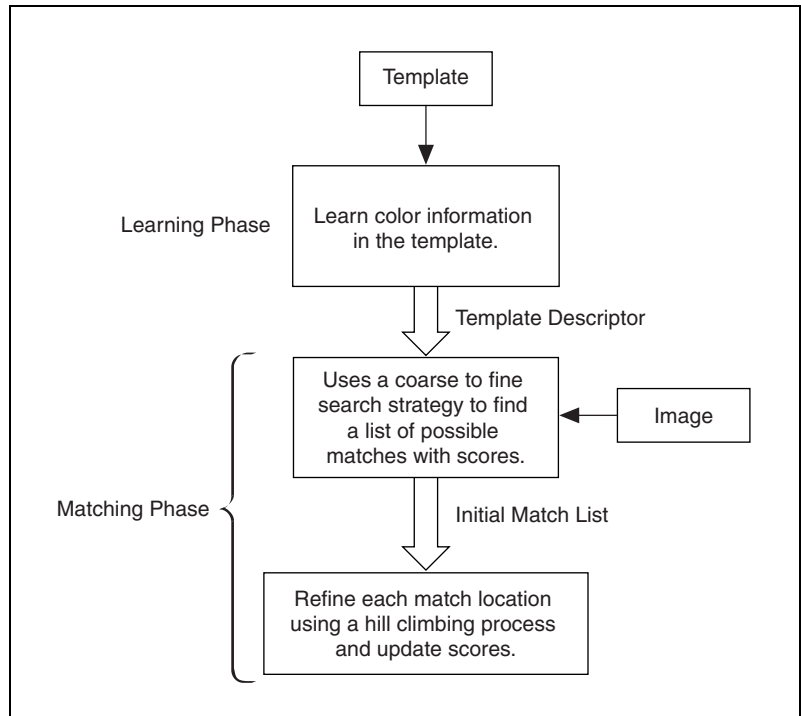 Template
Learning Phase
Learn color information
in the template.
Template Descriptor
Uses a coarse to fine
search strategy to find
a list of possible
matches with scores.
Image
Matching Phase
Initial Match List
Refine each match location
using a hill climbing process
and update scores.